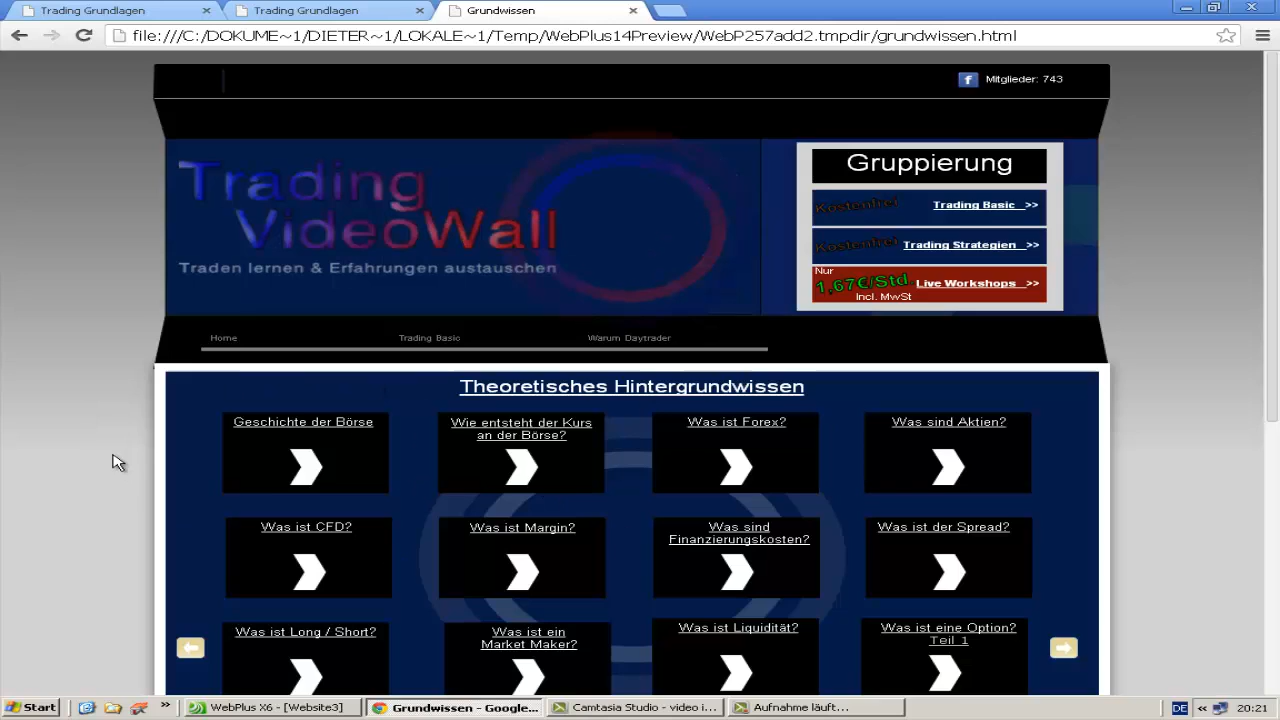 Trading Grundlagen
Trading Grundlagen
Grundwissen
file:///C:/DOKUME~1/DIETER~1/LOKALE~1/Temp/WebPlus14Preview/WebP257add2.tmpdir/grundwissen.html
f
Mitglieder: 743
Trading
VideoWall
Traden lernen & Erfahrungen austauschen
Gruppierung
Kostenfrei Trading Basic >>
Kostenfrei Trading Strategien >>
Nur
1,67€/Std Live Workshops >>
Incl. MwSt
Home
Trading Basic
Warum Daytrader
Theoretisches Hintergrundwissen
Geschichte der Börse
Wie entsteht der Kurs
an der Börse?
Was ist Forex?
Was sind Aktien?
Was ist CFD?
Was ist Margin?
Was sind
Finanzierungskosten?
Was ist der Spread?
Was ist Long / Short?
Was ist ein
Market Maker?
Was ist Liquidität?
Was ist eine Option?
Teil 1
Start
WebPlus X6 - [Website3]
Grundwissen - Google...
Camtasia Studio - video i...
Aufnahme läuft...
DE
20:21